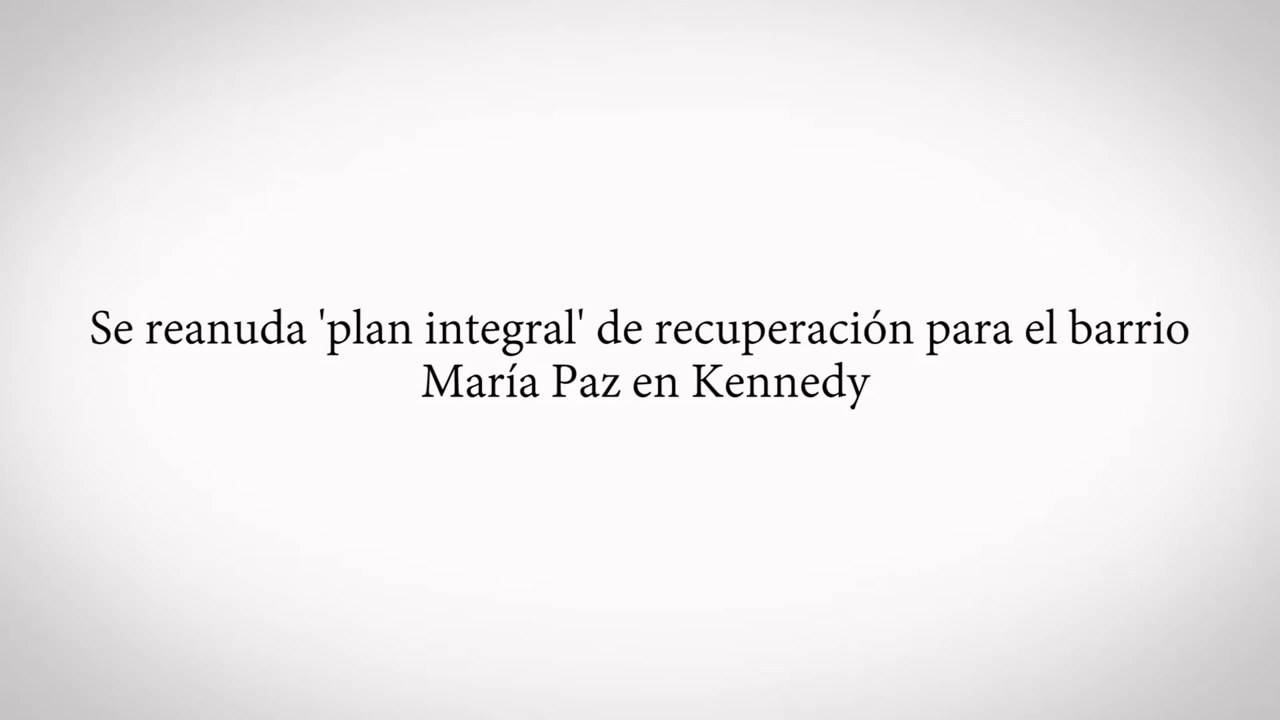 Se reanuda 'plan integral' de recuperación para el barrio
María Paz en Kennedy